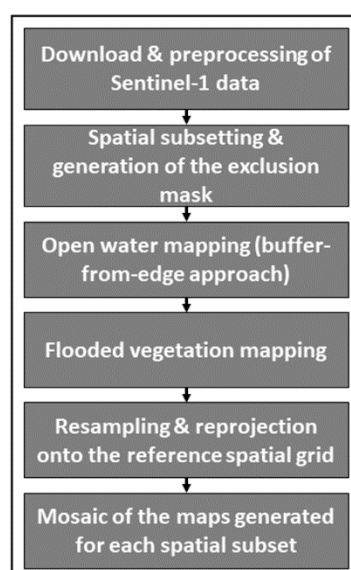 Download & preprocessing of
Sentinel-1 data
Spatial subsetting &
generation of the exclusion
mask
Open water mapping (buffer-
from-edge approach)
Flooded vegetation mapping
Resampling & reprojection
onto the reference spatial grid
Mosaic of the maps generated
for each spatial subset